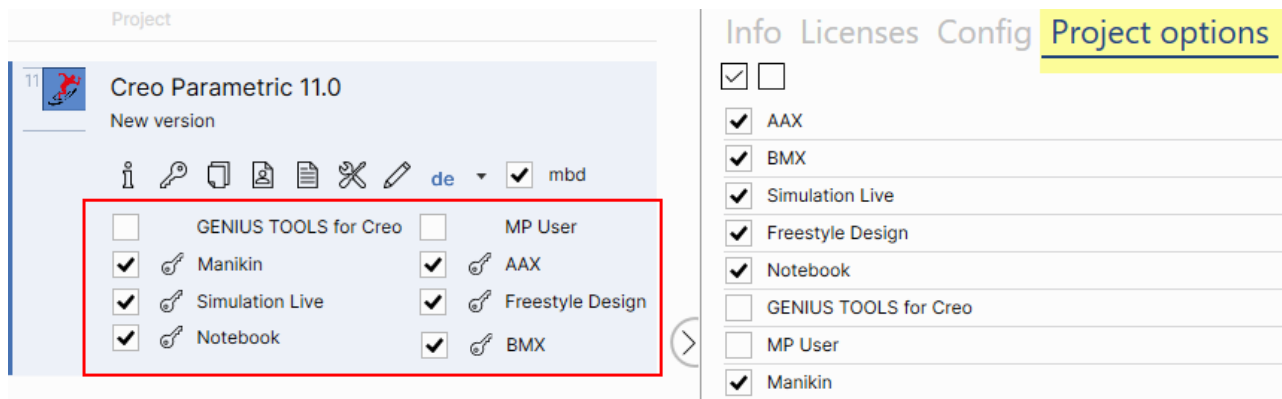 Project
11
Creo Parametric 11.0
New version
de
mbd
GENIUS TOOLS for Creo MP User
Manikin AAX
Simulation Live Freestyle Design
Notebook BMX
Info Licenses Config Project options
AAX
BMX
Simulation Live
Freestyle Design
Notebook
GENIUS TOOLS for Creo
MP User
Manikin